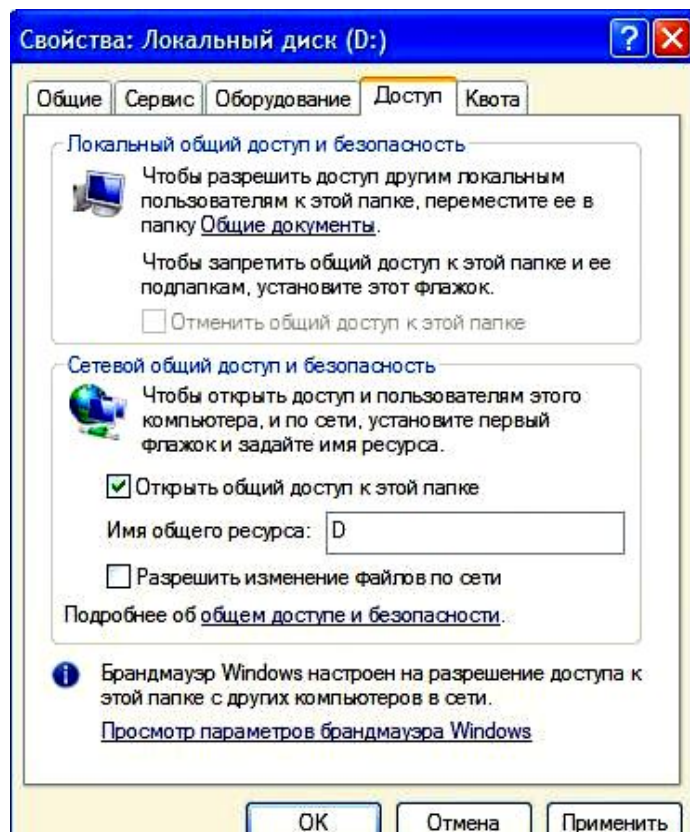 Свойства: Локальный диск (D:)
Общие Сервис Оборудование Доступ Квота
Локальный общий доступ и безопасность
Чтобы разрешить доступ другим локальным
пользователям к этой папке, переместите ее в
папку Общие документы.
Чтобы запретить общий доступ к этой папке и ее
подпапкам, установите этот флажок.
Отменить общий доступ к этой папке
Сетевой общий доступ и безопасность
Чтобы открыть доступ и пользователям этого
компьютера, и по сети, установите первый
флажок и задайте имя ресурса.
Открыть общий доступ к этой папке
Имя общего ресурса: D
Разрешить изменение файлов по сети
Подробнее об общем доступе и безопасности.
Брандмауэр Windows настроен на разрешение доступа к
этой папке с других компьютеров в сети.
Просмотр параметров брандмауэра Windows
OK Отмена Применить